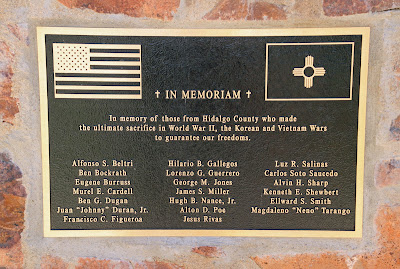 ✝ IN MEMORIAM ✝
In memory of those from Hidalgo County who made
the ultimate sacrifice in World War II, the Korean and Vietnam Wars
to guarantee our freedoms.
Alfonso S. Beltri
Ben Bockrath
Eugene Burruss
Murel E. Cardell
Ben G. Dugan
Juan "Johnny" Duran, Jr.
Francisco C. Figueroa
Hilario B. Gallegos
Lorenzo G. Guerrero
George M. Jones
James S. Miller
Hugh B. Nance, Jr.
Alton D. Poe
Jesus Rivas
Luz R. Salinas
Carlos Soto Saucedo
Alvin H. Sharp
Kenneth E. Shewbert
Ellward S. Smith
Magdaleno "Neno" Tarango